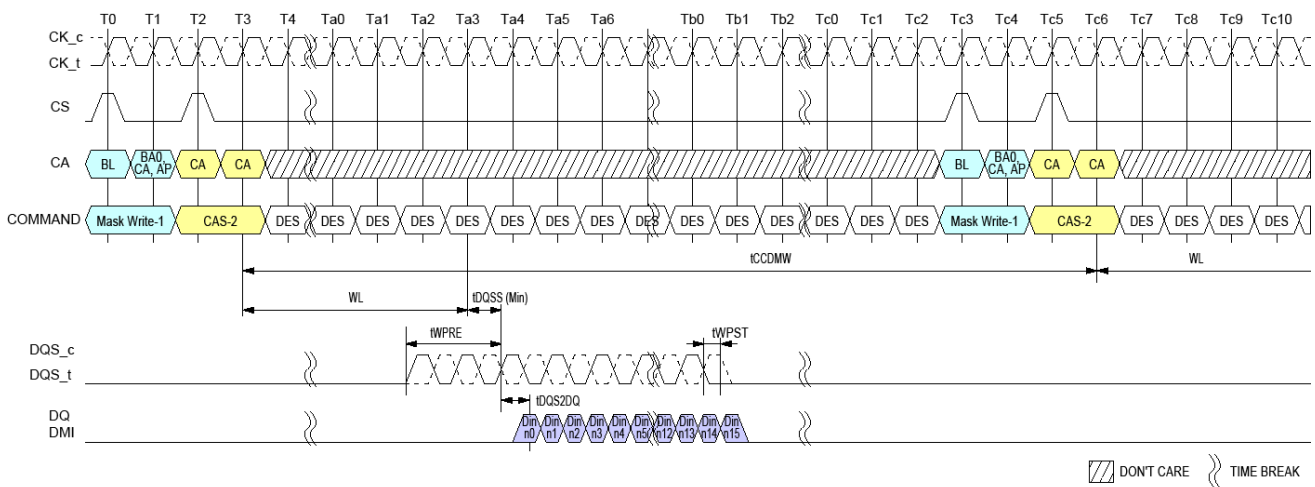 T0 T1 T2 T3 T4 Ta0 Ta1 Ta2 Ta3 Ta4 Ta5 Ta6 Tb0 Tb1 Tb2 Tc0 Tc1 Tc2 Tc3 Tc4 Tc5 Tc6 Tc7 Tc8 Tc9 Tc10
CK_c
CK_t
CS
CA BL BA0, CA, AP CA CA BL BA0, CA, AP CA CA
COMMAND Mask Write-1 CAS-2 DES DES DES DES DES DES DES DES DES DES DES DES DES DES DES Mask Write-1 CAS-2 DES DES DES DES
tCCDMW WL
WL tDQSS (Min)
tWPRE tWPST
DQS_c
DQS_t
tDQS2DQ
DQ Din Din Din Din Din Din Din Din Din Din
DMI n0 n1 n2 n3 n4 n5 n12 n13 n14 n15
DON'T CARE TIME BREAK